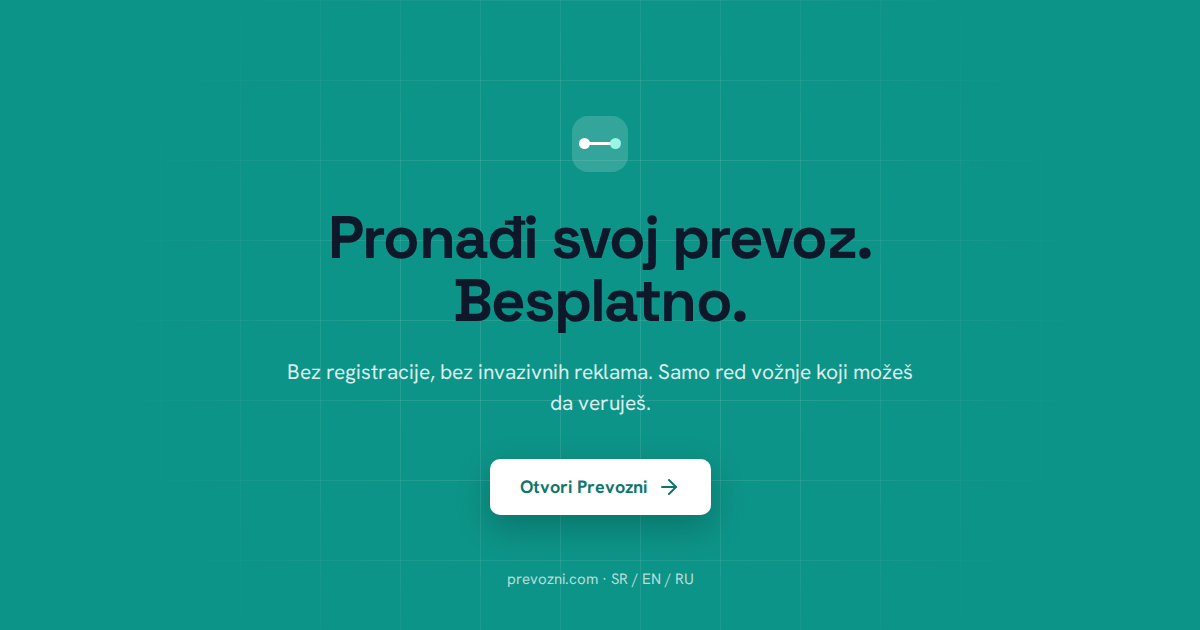 Pronađi svoj prevoz.
Besplatno.
Bez registracije, bez invazivnih reklama. Samo red vožnje koji možeš
da veruješ.
Otvori Prevozni →
prevozni.com · SR / EN / RU